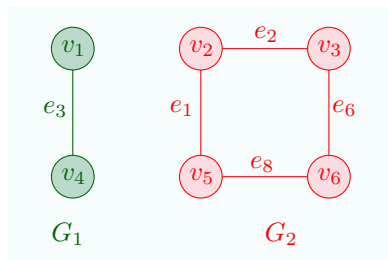 v₁ v₂ e₂ v₃
e₃ e₁ e₆
v₄ v₅ e₈ v₆
G₁ G₂